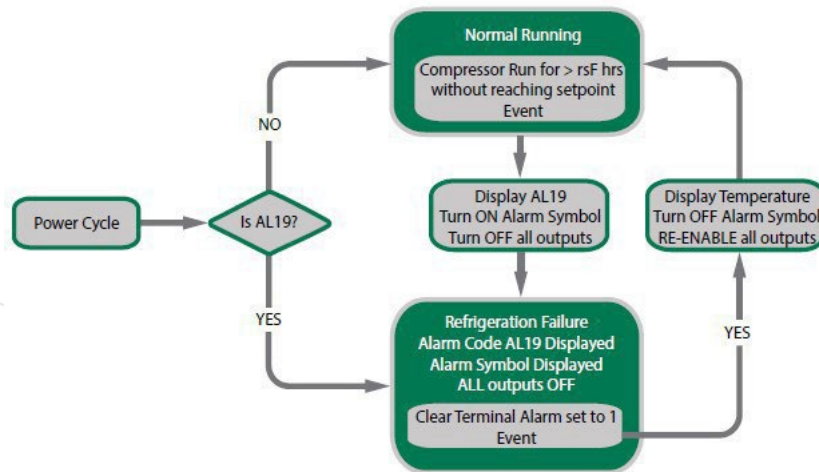 Normal Running
Compressor Run for > rsF hrs
without reaching setpoint
Event
NO
Power Cycle
Is AL19?
Display AL19
Turn ON Alarm Symbol
Turn OFF all outputs
Display Temperature
Turn OFF Alarm Symbol
RE-ENABLE all outputs
YES
YES
Refrigeration Failure
Alarm Code AL19 Displayed
Alarm Symbol Displayed
ALL outputs OFF
Clear Terminal Alarm set to 1
Event